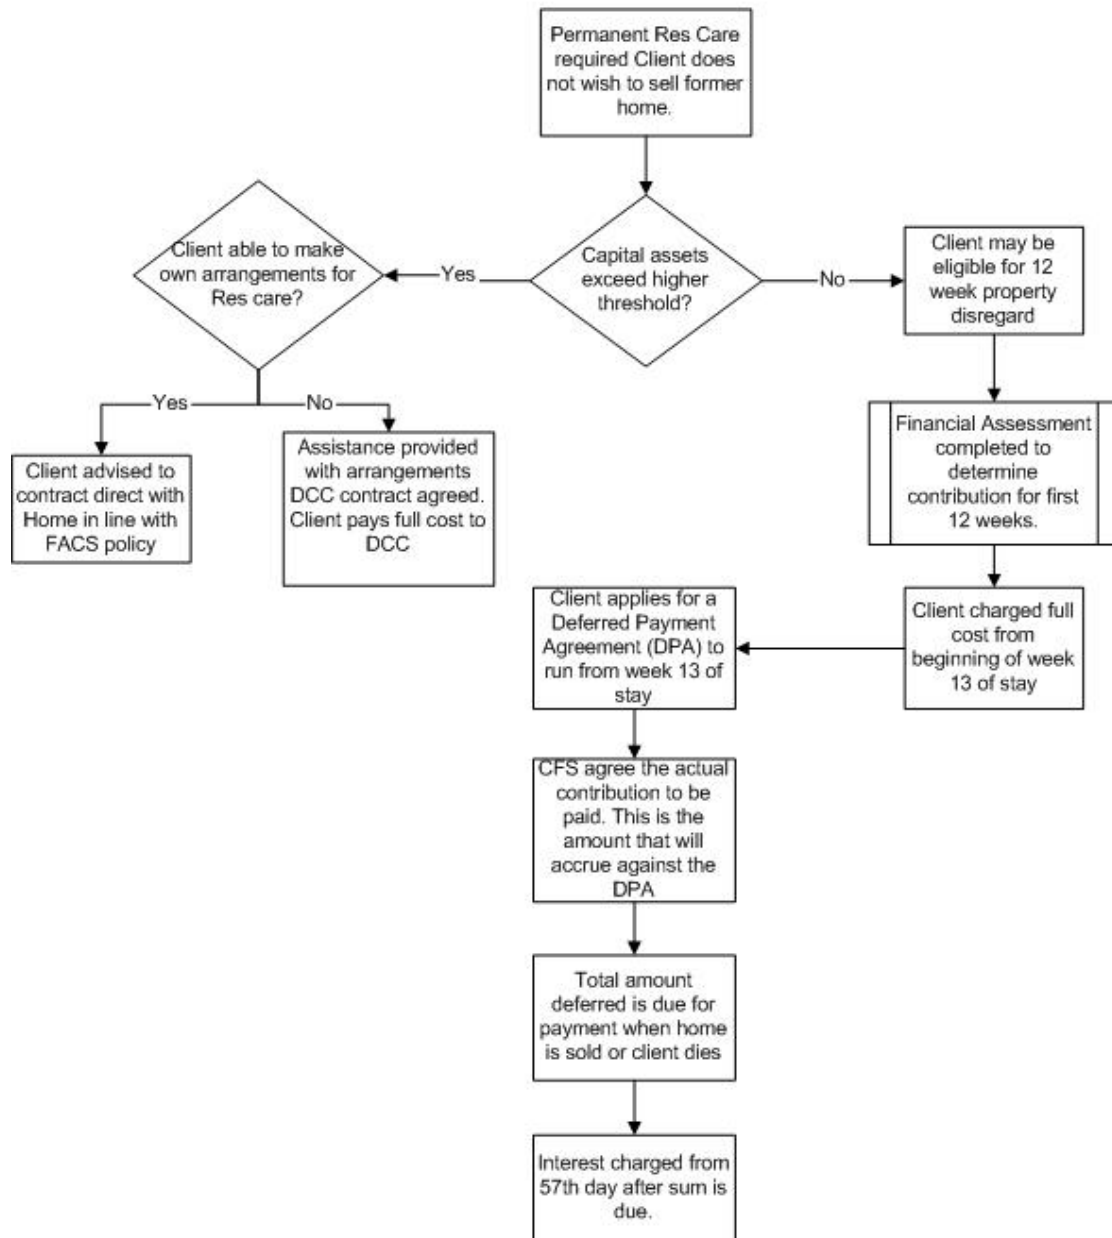 Permanent Res Care
required Client does
not wish to sell former
home.
Client able to make
own arrangements for
Res care?
Yes
Capital assets
exceed higher
threshold?
No
Client may be
eligible for 12
week property
disregard
Yes
No
Client advised to
contract direct with
Home in line with
FACS policy
Assistance provided
with arrangements
DCC contract agreed.
Client pays full cost to
DCC
Financial Assessment
completed to
determine
contribution for first
12 weeks.
Client applies for a
Deferred Payment
Agreement (DPA) to
run from week 13 of
stay
Client charged full
cost from
beginning of week
13 of stay
CFS agree the actual
contribution to be
paid. This is the
amount that will
accrue against the
DPA
Total amount
deferred is due for
payment when home
is sold or client dies
Interest charged from
57th day after sum is
due.